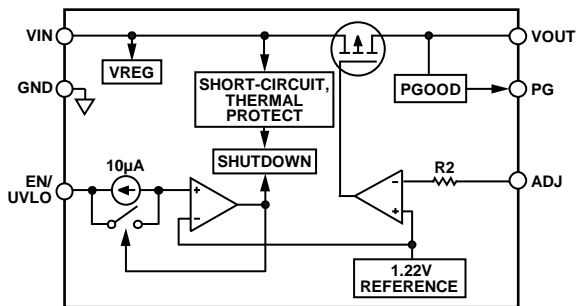 VIN
VOUT
VREG
GND
SHORT-CIRCUIT,
THERMAL
PROTECT
PGOOD
PG
10µA
SHUTDOWN
EN/
UVLO
+
–
–
+
R2
ADJ
1.22V
REFERENCE